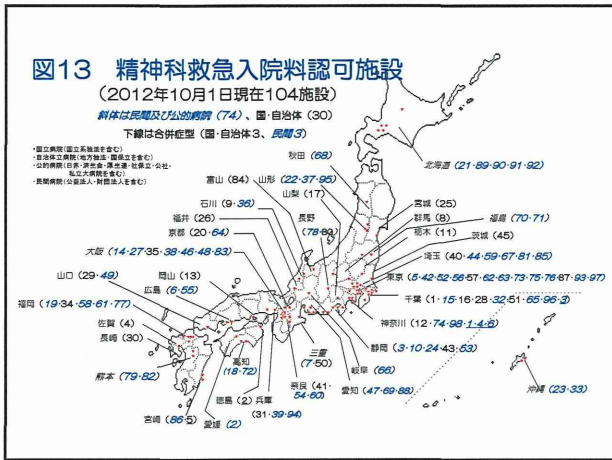 図13 精神科救急入院料認可施設
(2012年10月1日現在104施設)
斜体は民間及び公的病院 (74)、国・自治体 (30)
下線は合併症型 (国・自治体3、民間3)
・国立病院(国立系独法を含む)
・自治体立病院(地方独法・国保立を含む)
・公的病院(日赤・済生会・厚生連・社保立・公社・
私立大病院を含む)
・民間病院(公益法人・財団法人を含む)
北海道 (21・89・90・91・92)
秋田 (68)
富山 (84)
山形 (22・37・95)
山梨 (17)
石川 (9・36)
宮城 (25)
福井 (26)
群馬 (8)
福島 (70・71)
京都 (20・64)
長野
栃木 (11)
茨城 (45)
大阪 (14・27・35・38・46・48・83)
埼玉 (40・44・59・67・81・85)
山口 (29・49)
岡山 (13)
東京 (5・42・52・56・57・62・63・73・75・76・87・93・97)
広島 (6・55)
千葉 (1・15・16・28・32・51・65・96・3)
福岡 (19・34・58・61・77)
神奈川 (12・74・98・1・4・6)
佐賀 (4)
静岡 (3・10・24・43・53)
長崎 (30)
三重
(7・50)
岐阜 (66)
熊本 (79・82)
高知
(18・72)
奈良 (41・
54・60)
愛知 (47・69・88)
沖縄 (23・33)
徳島 (2)
兵庫
(31・39・94)
宮崎 (86・5)
愛媛 (2)